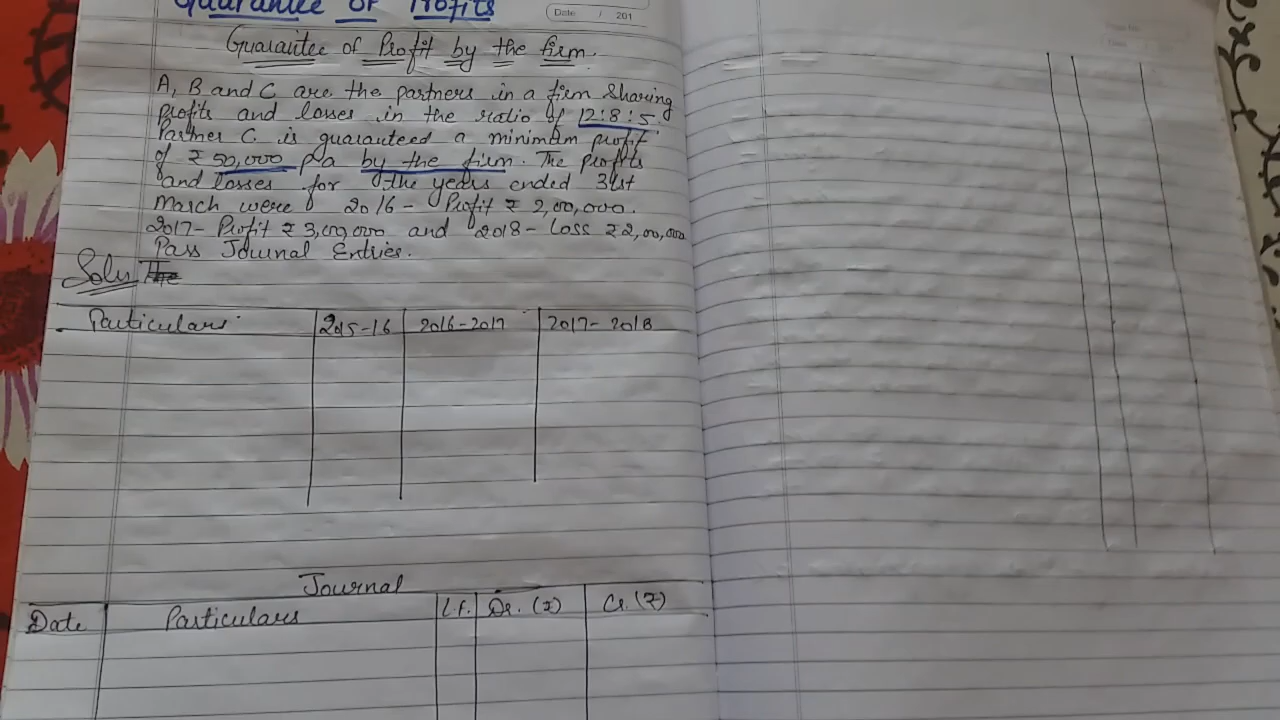 Guarantee of Profits
Date / 201
Guarantee of Profit by the firm.
A, B and C are the partners in a firm sharing
Profits and losses in the ratio of 12:8:5.
Partner C is guaranteed a minimum profit
of ₹ 50,000 p.a by the firm. The profits
and losses for the years ended 31st
March were 2016 - Profit ₹ 2,00,000.
2017- Profit ₹ 3,00,000 and 2018 - Loss ₹ 2,00,000
Pass Journal Entries.
Soln The
Particulars 2015-16 2016-2017 2017-2018
Journal
Date Particulars L.F. Dr. (₹) Cr. (₹)